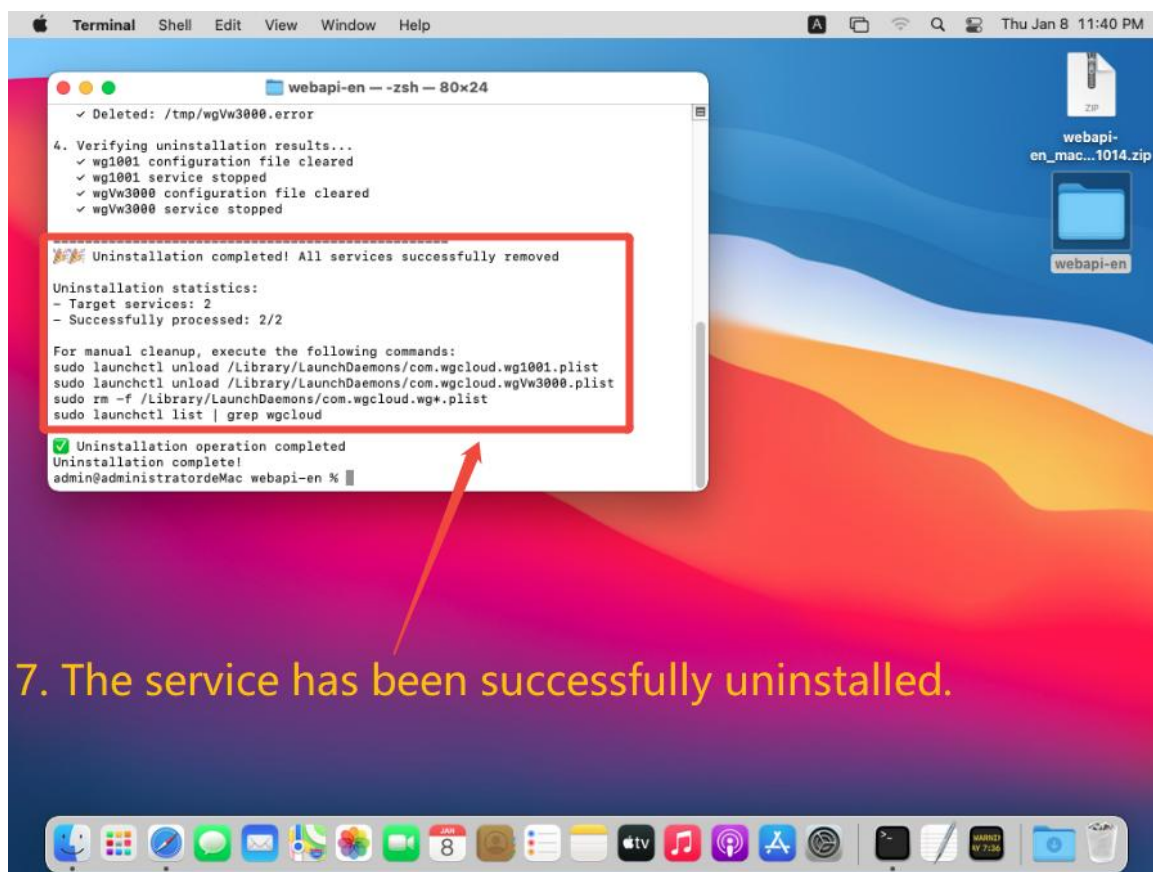 Terminal Shell Edit View Window Help
A
Thu Jan 8 11:40 PM
webapi-en — -zsh — 80×24
✓ Deleted: /tmp/wgVw3000.error
4. Verifying uninstallation results...
✓ wg1001 configuration file cleared
✓ wg1001 service stopped
✓ wgVw3000 configuration file cleared
✓ wgVw3000 service stopped
🎉🎉 Uninstallation completed! All services successfully removed
Uninstallation statistics:
- Target services: 2
- Successfully processed: 2/2
For manual cleanup, execute the following commands:
sudo launchctl unload /Library/LaunchDaemons/com.wgcloud.wg1001.plist
sudo launchctl unload /Library/LaunchDaemons/com.wgcloud.wgVw3000.plist
sudo rm -f /Library/LaunchDaemons/com.wgcloud.wg*.plist
sudo launchctl list | grep wgcloud
✅ Uninstallation operation completed
Uninstallation complete!
admin@administratordeMac webapi-en %
ZIP
webapi-
en_mac...1014.zip
webapi-en
7. The service has been successfully uninstalled.
JAN
8
tv